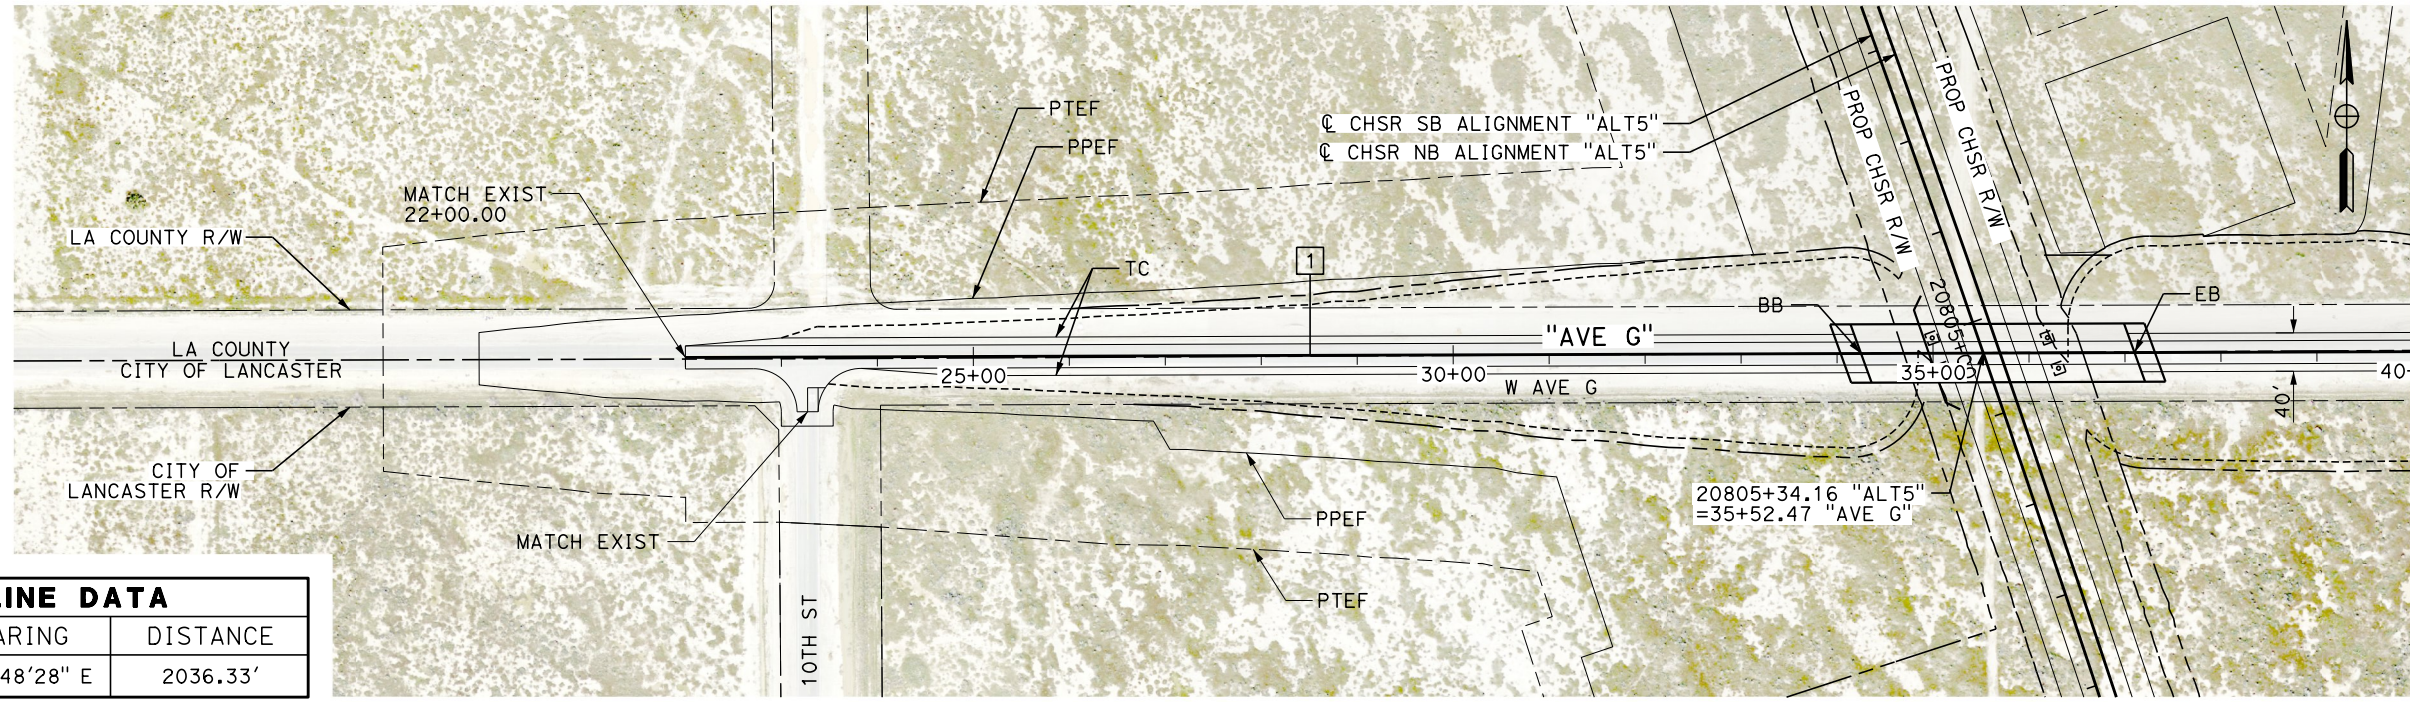 PTEF
PPEF
℄ CHSR SB ALIGNMENT "ALT5"
℄ CHSR NB ALIGNMENT "ALT5"
PROP CHSR R/W
PROP CHSR R/W
MATCH EXIST
22+00.00
LA COUNTY R/W
TC
1
BB
EB
"AVE G"
LA COUNTY
CITY OF LANCASTER
25+00
30+00
35+00
W AVE G
40'
CITY OF
LANCASTER R/W
MATCH EXIST
10TH ST
PPEF
PTEF
20805+34.16 "ALT5"
=35+52.47 "AVE G"
DATA
DISTANCE
48'28" E
2036.33'